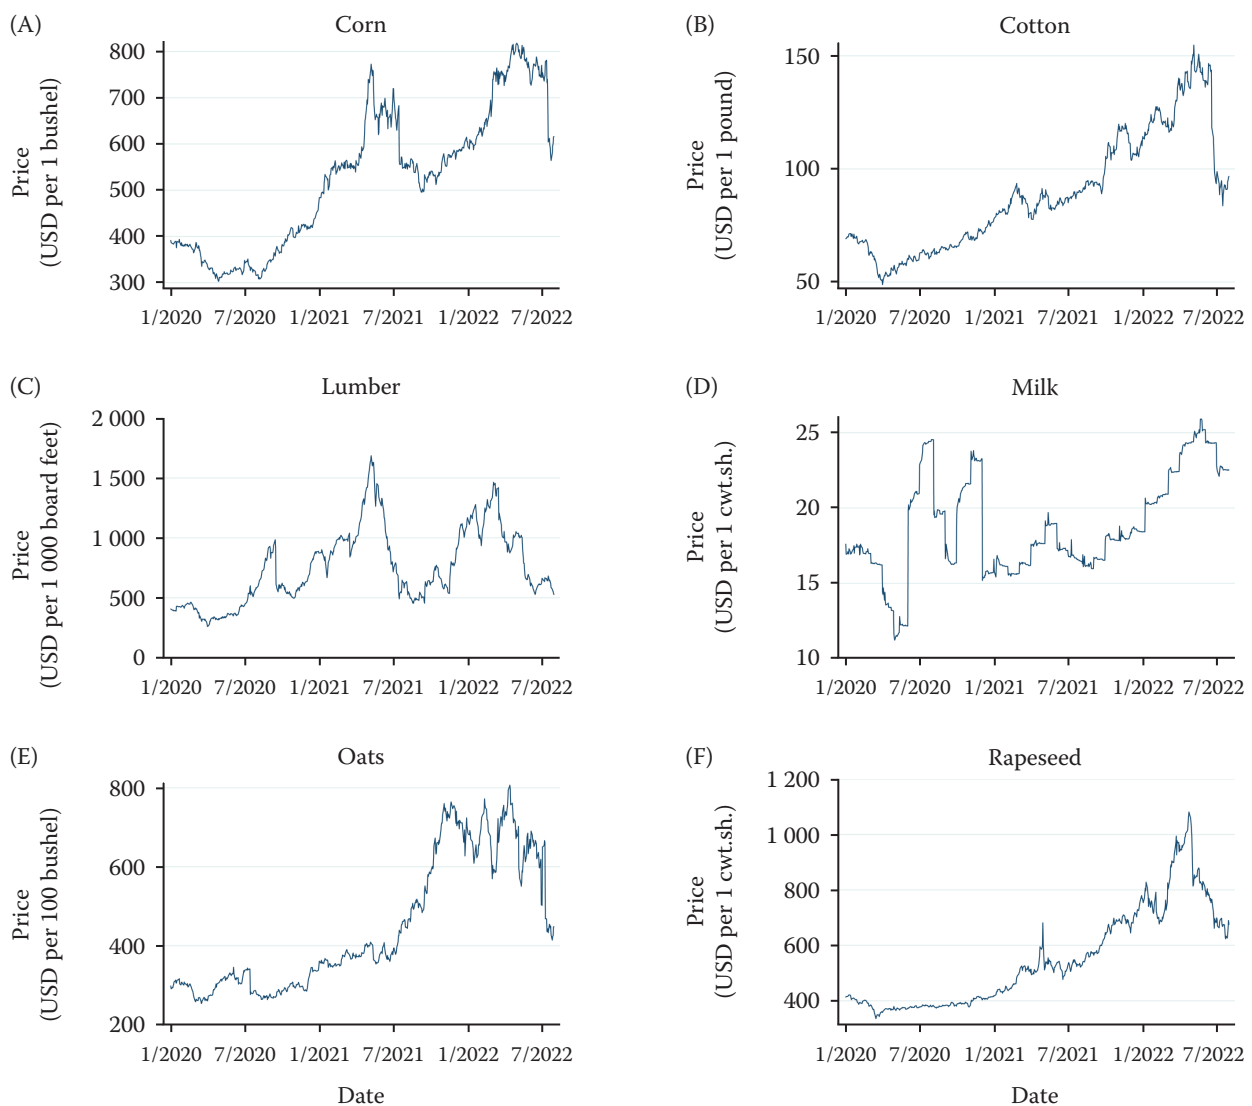 (A)
Corn
Price
(USD per 1 bushel)
800
700
600
500
400
300
1/2020 7/2020 1/2021 7/2021 1/2022 7/2022
(B)
Cotton
Price
(USD per 1 pound)
150
100
50
1/2020 7/2020 1/2021 7/2021 1/2022 7/2022
(C)
Lumber
Price
(USD per 1 000 board feet)
2 000
1 500
1 000
500
0
1/2020 7/2020 1/2021 7/2021 1/2022 7/2022
(D)
Milk
Price
(USD per 1 cwt.sh.)
25
20
15
10
1/2020 7/2020 1/2021 7/2021 1/2022 7/2022
(E)
Oats
Price
(USD per 100 bushel)
800
600
400
200
1/2020 7/2020 1/2021 7/2021 1/2022 7/2022
Date
(F)
Rapeseed
Price
(USD per 1 cwt.sh.)
1 200
1 000
800
600
400
1/2020 7/2020 1/2021 7/2021 1/2022 7/2022
Date